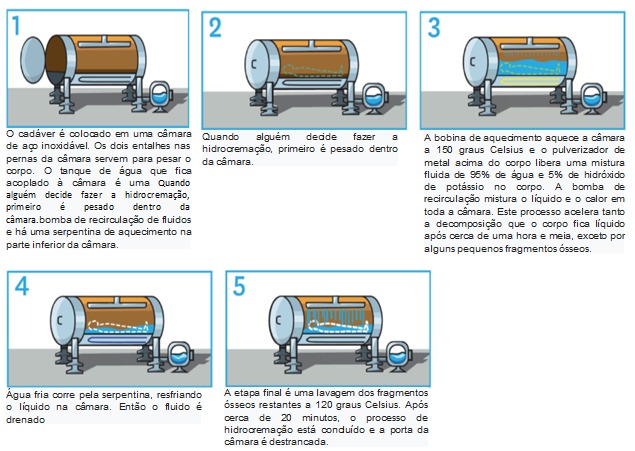 1
O cadáver é colocado em uma câmara
de aço inoxidável. Os dois entalhes nas
pernas da câmara servem para pesar o
corpo. O tanque de água que fica
acoplado à câmara é uma Quando
alguém decide fazer a hidrocremação,
primeiro é pesado dentro da
câmara.bomba de recirculação de fluidos
e há uma serpentina de aquecimento na
parte inferior da câmara.
2
C
Quando alguém decide fazer a
hidrocremação, primeiro é pesado dentro
da câmara.
3
C
A bobina de aquecimento aquece a câmara
a 150 graus Celsius e o pulverizador de
metal acima do corpo libera uma mistura
fluida de 95% de água e 5% de hidróxido
de potássio no corpo. A bomba de
recirculação mistura o líquido e o calor em
toda a câmara. Este processo acelera tanto
a decomposição que o corpo fica líquido
após cerca de uma hora e meia, exceto por
alguns pequenos fragmentos ósseos.
4
C
Água fria corre pela serpentina, resfriando
o líquido na câmara. Então o fluido é
drenado
5
C
A etapa final é uma lavagem dos fragmentos
ósseos restantes a 120 graus Celsius. Após
cerca de 20 minutos, o processo de
hidrocremação está concluído e a porta da
câmara é destrancada.